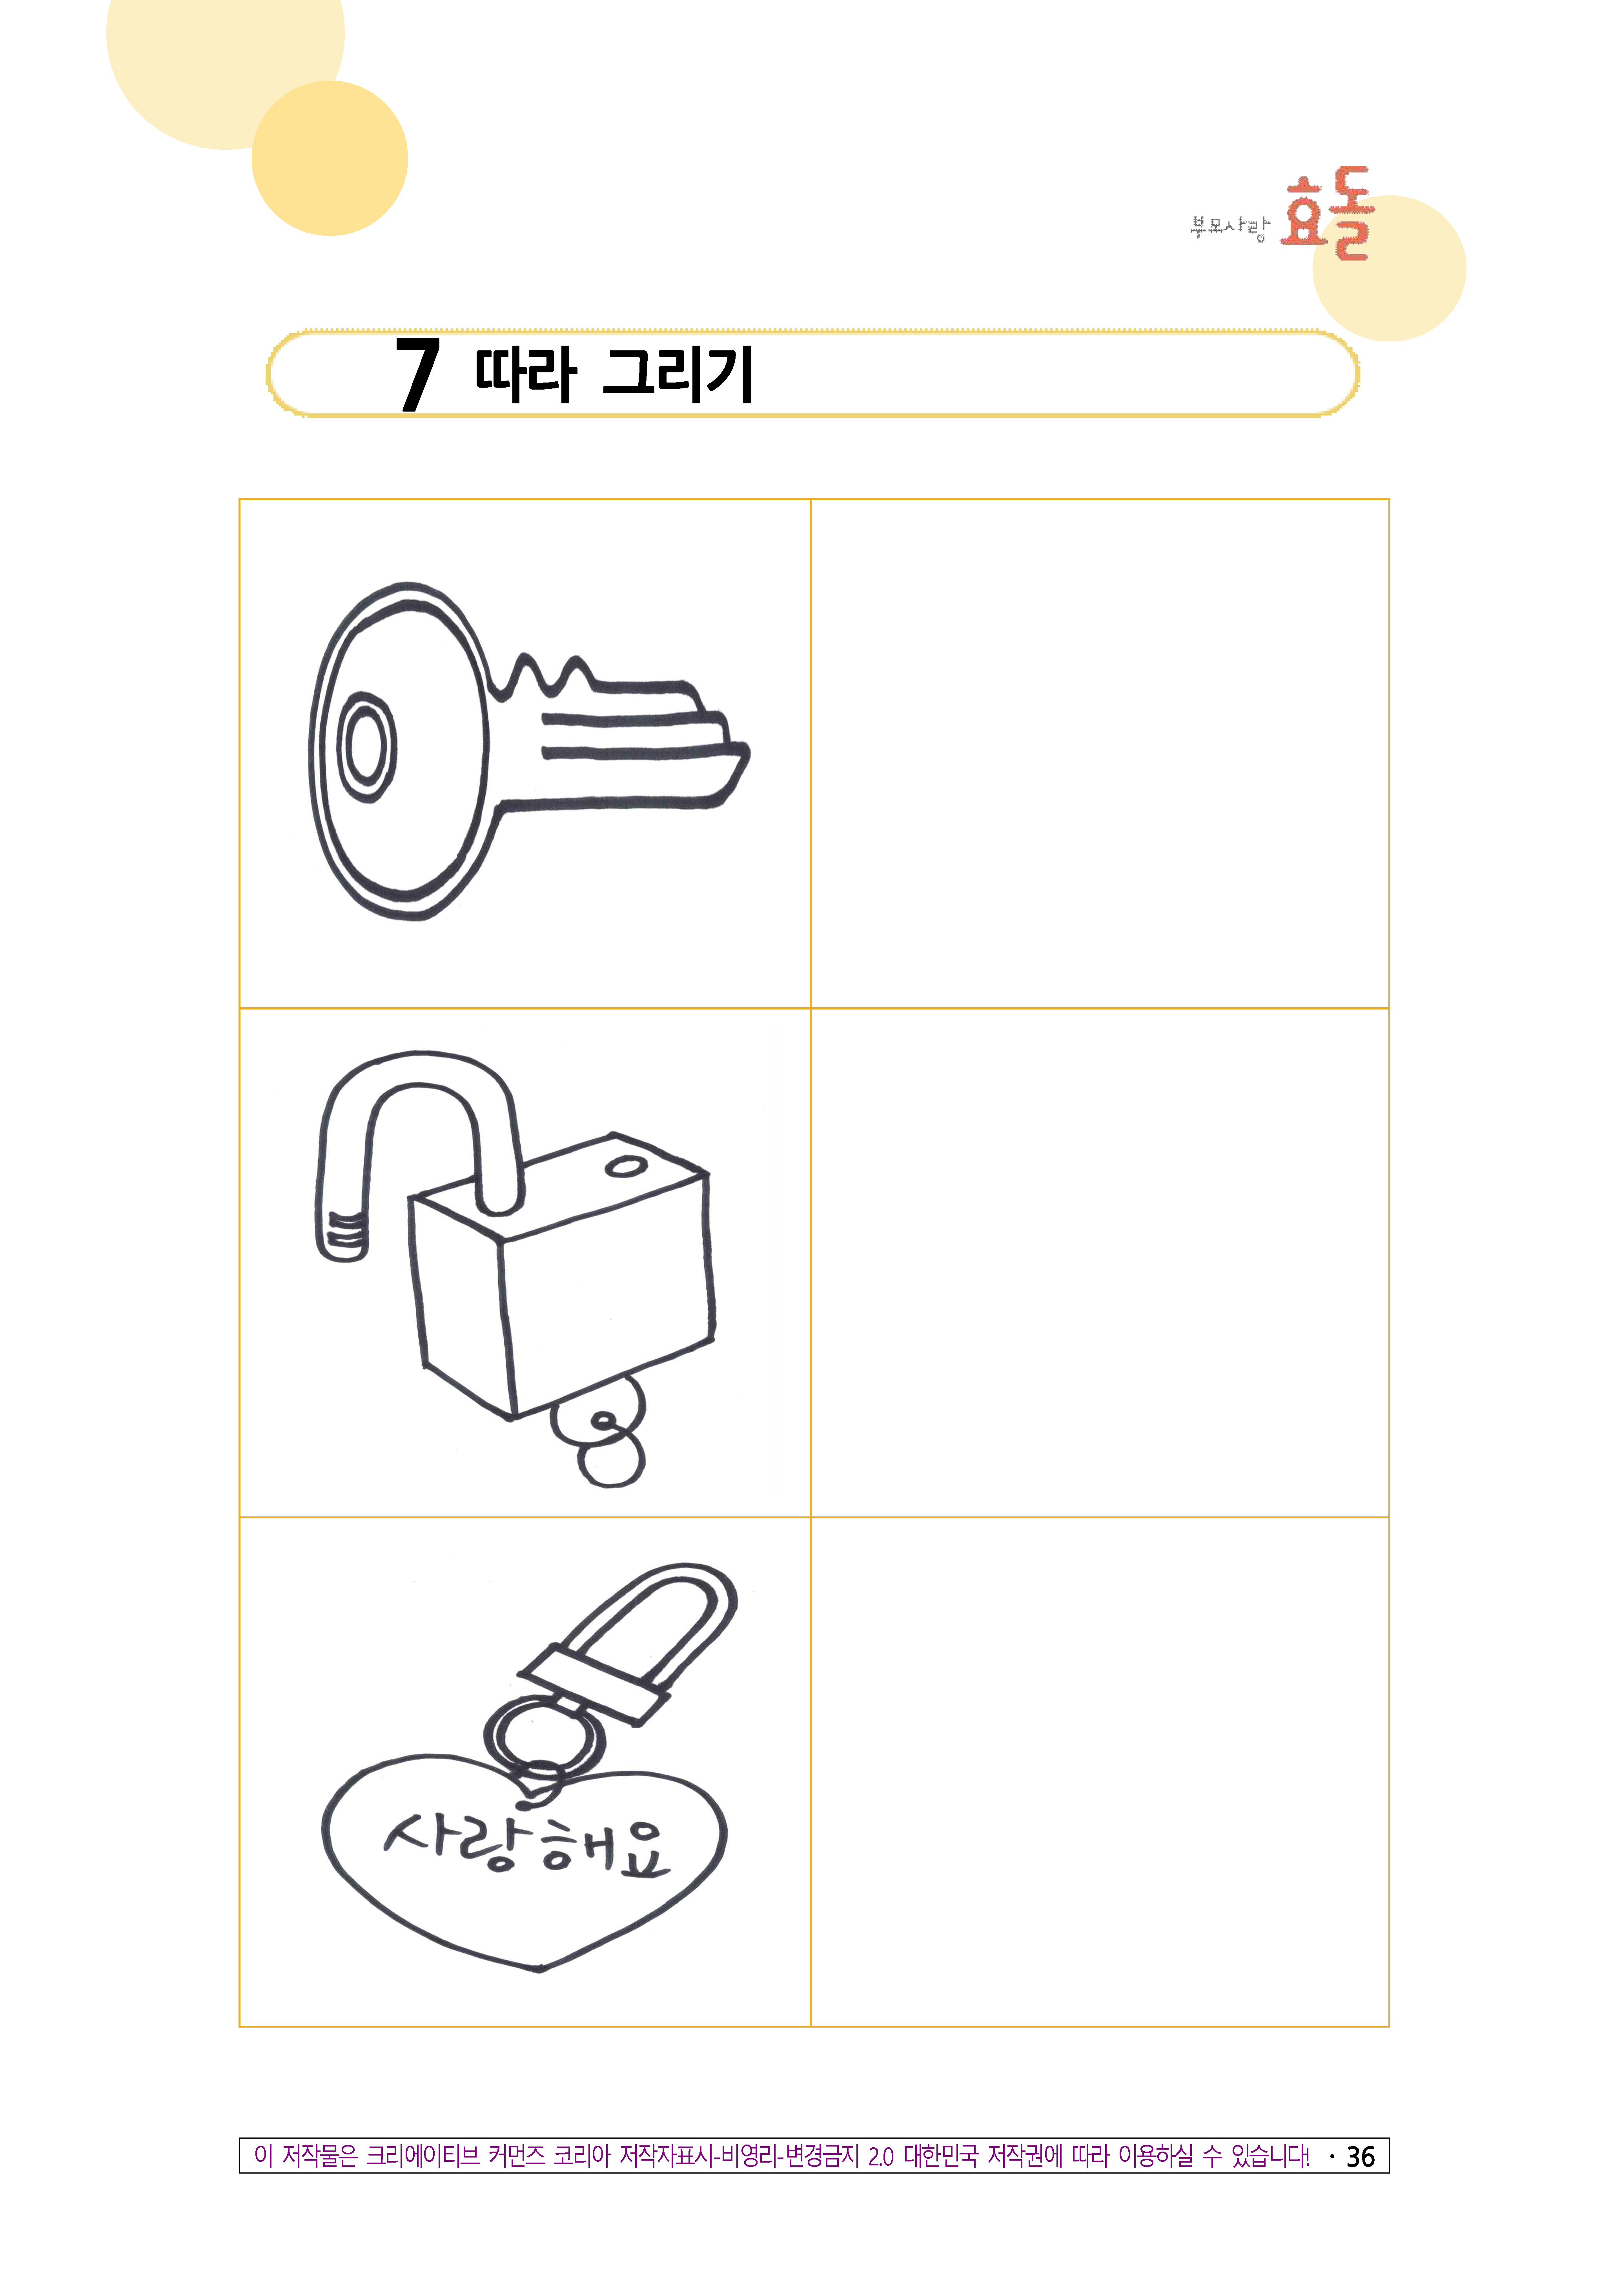 부모사랑 효돌
7 따라 그리기
사랑해요
이 저작물은 크리에이티브 커먼즈 코리아 저작자표시-비영리-변경금지 2.0 대한민국 저작권에 따라 이용하실 수 있습니다! · 36